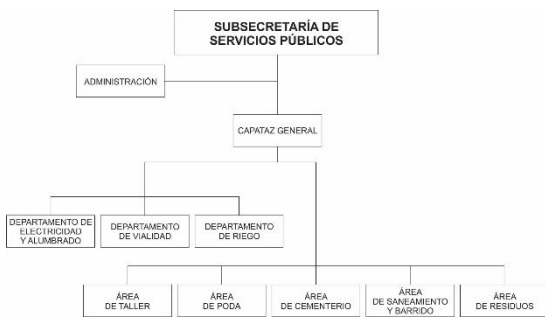 SUBSECRETARÍA DE
SERVICIOS PÚBLICOS
ADMINISTRACIÓN
CAPATAZ GENERAL
DEPARTAMENTO DE
ELECTRICIDAD
Y ALUMBRADO
DEPARTAMENTO
DE VIALIDAD
DEPARTAMENTO
DE RIEGO
ÁREA
DE TALLER
ÁREA
DE PODA
ÁREA
DE CEMENTERIO
ÁREA
DE SANEAMIENTO
Y BARRIDO
ÁREA
DE RESIDUOS